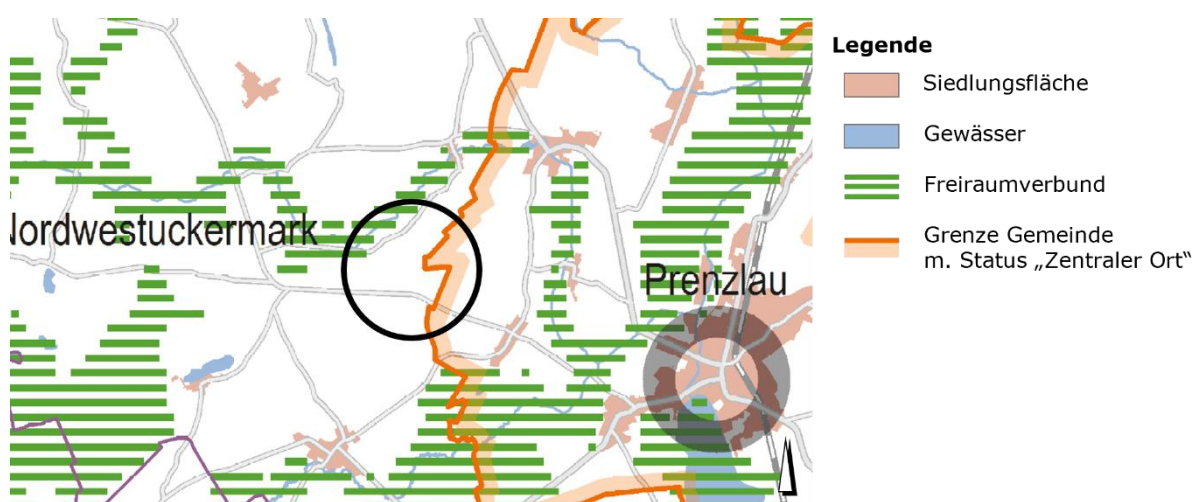 Legende
Siedlungsfläche
Gewässer
Freiraumverbund
Grenze Gemeinde
m. Status „Zentraler Ort“
Nordwestuckermark
Prenzlau